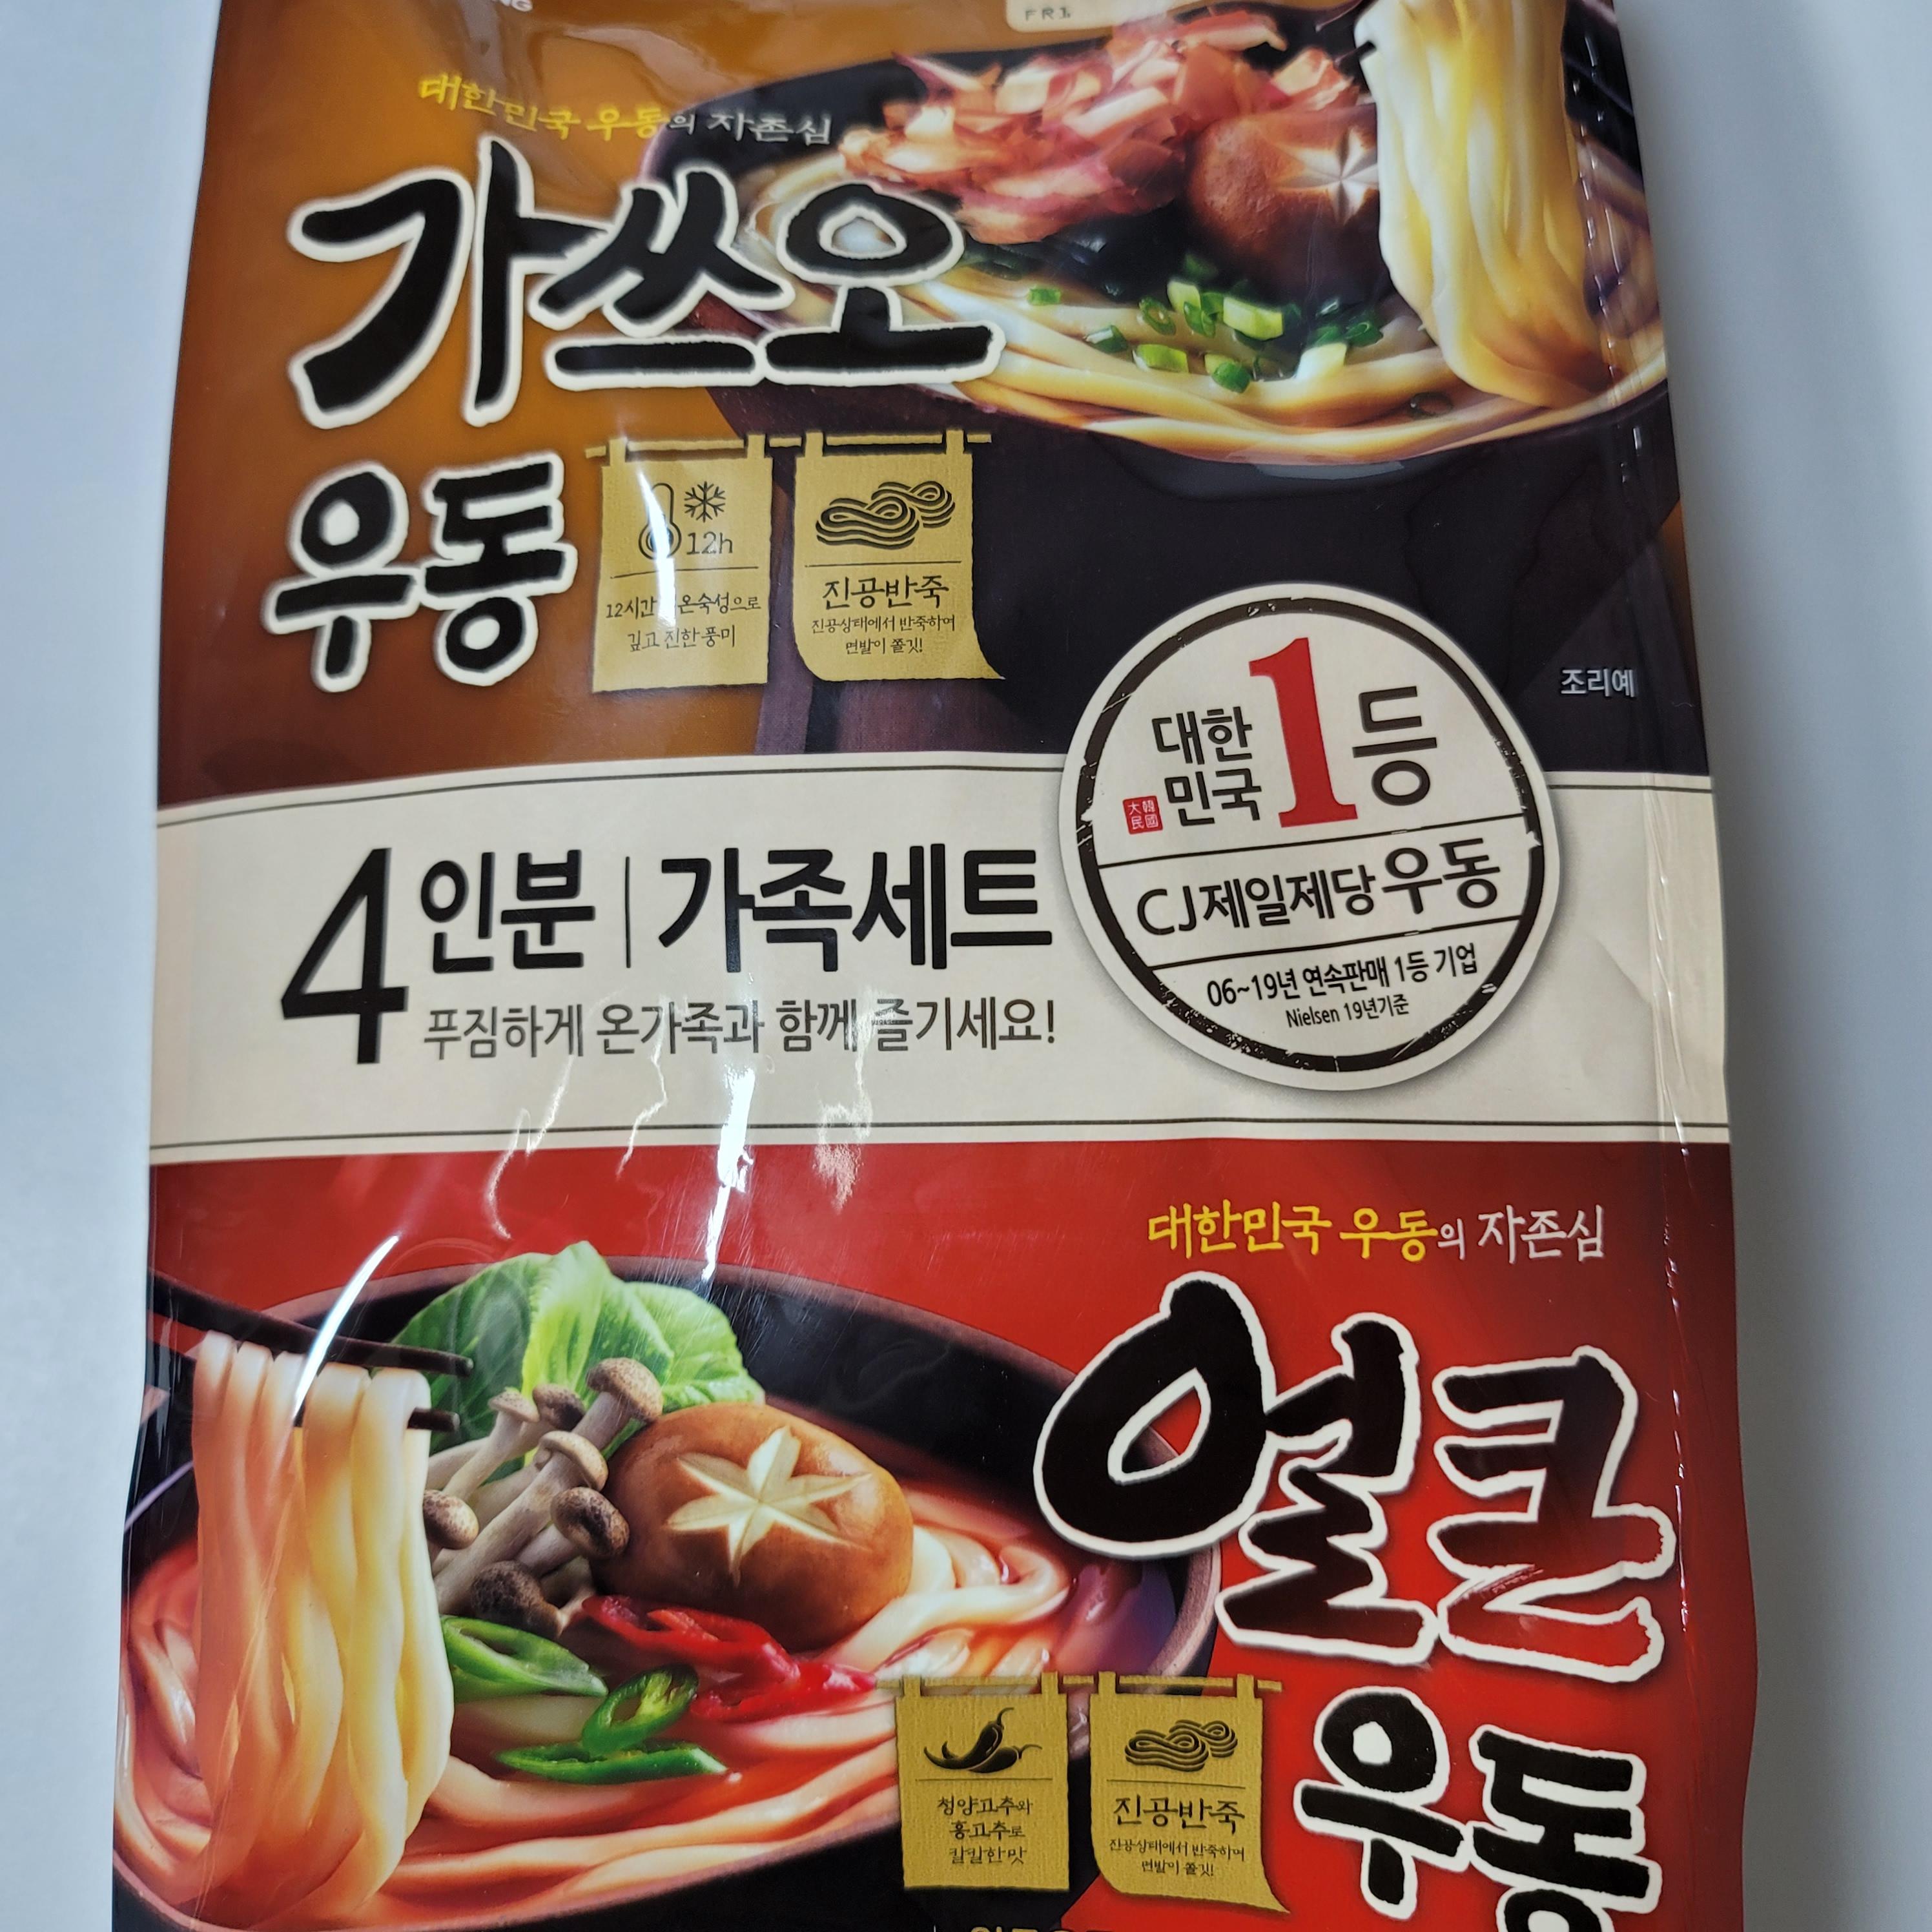 대한민국 우동의 자존심
가쓰오
우동
12h
12시간 저온숙성으로
깊고 진한 풍미
진공반죽
진공상태에서 반죽하여
면발이 쫄깃!
조리예
대한
민국
1등
大韓
民國
CJ제일제당 우동
06~19년 연속판매 1등 기업
Nielsen 19년기준
4인분 | 가족세트
푸짐하게 온가족과 함께 즐기세요!
대한민국 우동의 자존심
얼큰
우동
청양고추와
홍고추로
칼칼한 맛
진공반죽
진공상태에서 반죽하여
면발이 쫄깃!